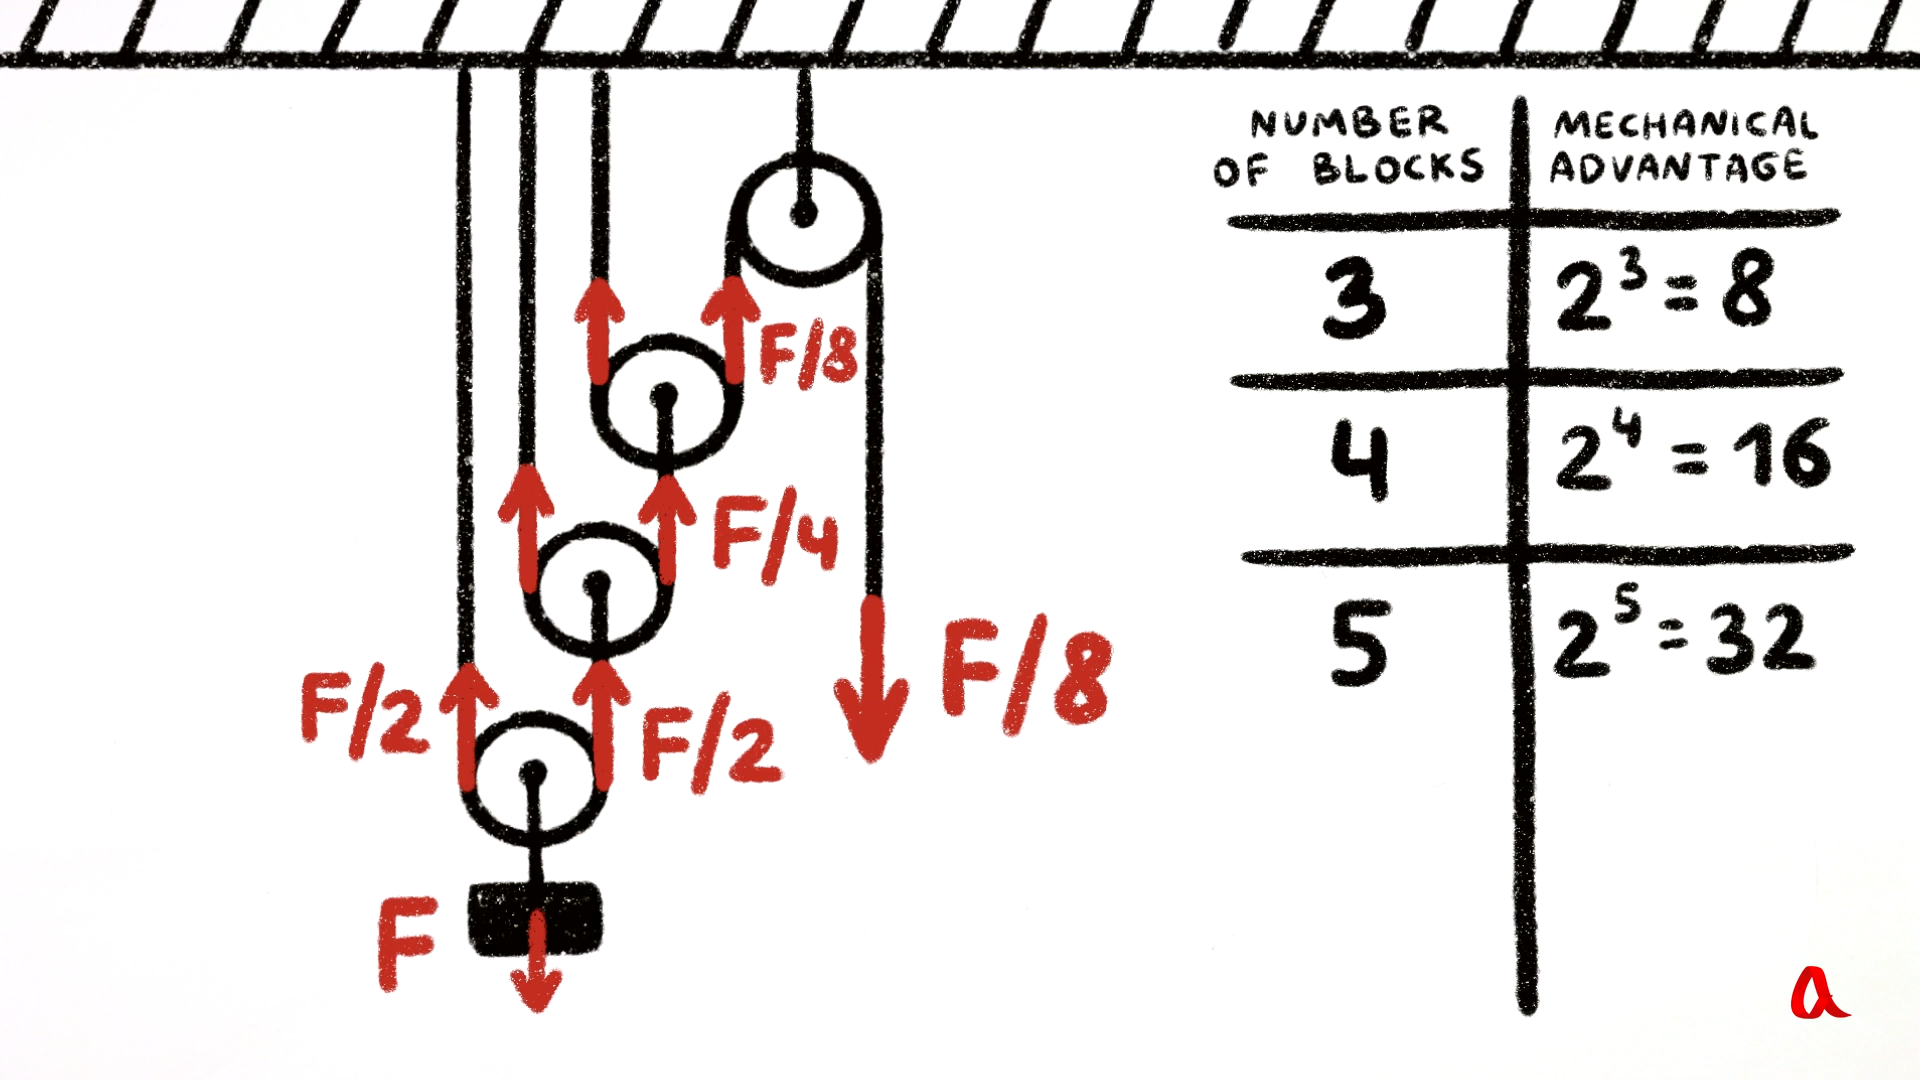 NUMBER
OF BLOCKS
MECHANICAL
ADVANTAGE
3
2³ = 8
4
2⁴ = 16
5
2⁵ = 32
F/8
F/4
F/8
F/2
F/2
F
a